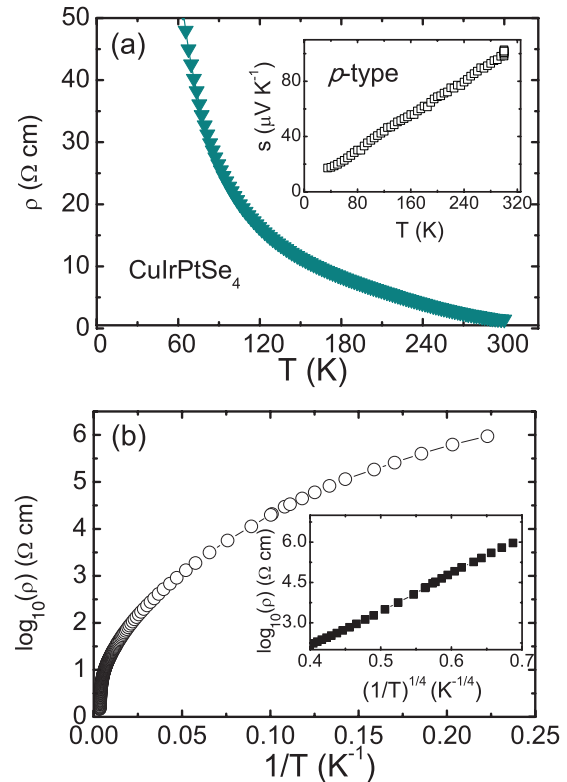 (a)
p-type
s (μV K⁻¹)
80
40
0
0 80 160 240 320
T (K)
ρ (Ω cm)
50
40
30
20
10
0
CuIrPtSe₄
0 60 120 180 240 300
T (K)
(b)
log₁₀(ρ) (Ω cm)
6
5
4
3
2
1
0
log₁₀(ρ) (Ω cm)
6.0
4.5
3.0
0.4 0.5 0.6 0.7
(1/T)¹/⁴ (K⁻¹/⁴)
0.00 0.05 0.10 0.15 0.20 0.25
1/T (K⁻¹)